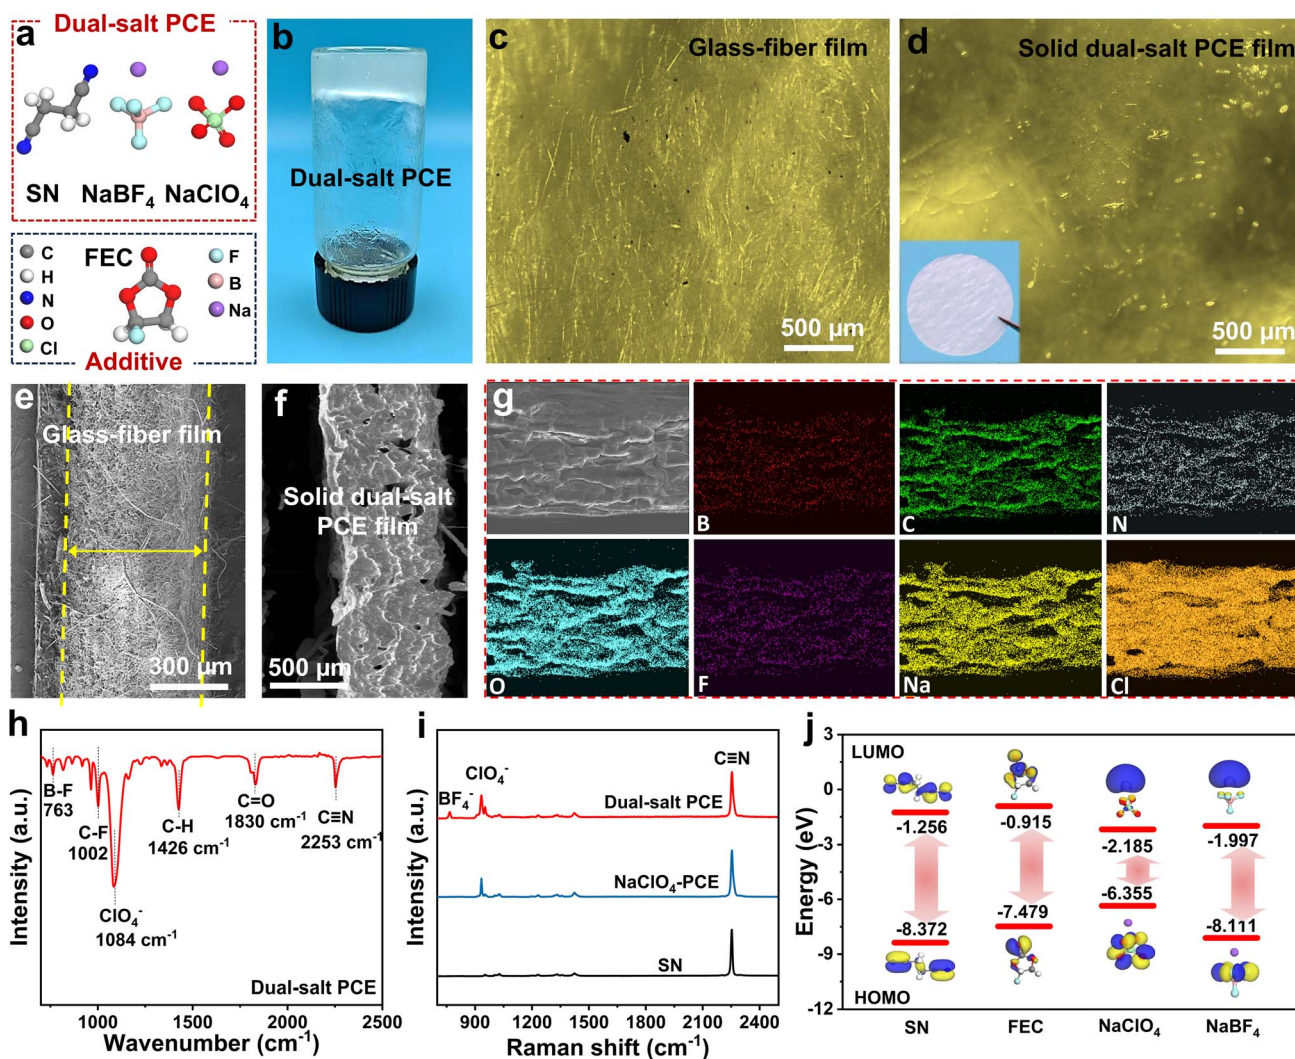 a
Dual-salt PCE
SN NaBF₄ NaClO₄
C
H
N
O
Cl
FEC
F
B
Na
Additive
b
Dual-salt PCE
c
Glass-fiber film
500 µm
d
Solid dual-salt PCE film
500 µm
e
Glass-fiber film
300 µm
f
Solid dual-salt
PCE film
500 µm
g
B
C
N
O
F
Na
Cl
h
Intensity (a.u.)
B-F
763
C-F
1002
ClO₄⁻
1084 cm⁻¹
C-H
1426 cm⁻¹
C=O
1830 cm⁻¹
C≡N
2253 cm⁻¹
Dual-salt PCE
1000 1500 2000 2500
Wavenumber (cm⁻¹)
i
Intensity (a.u.)
ClO₄⁻
BF₄⁻
C≡N
Dual-salt PCE
NaClO₄-PCE
SN
900 1200 1500 1800 2100 2400
Raman shift (cm⁻¹)
j
Energy (eV)
3
0
-3
-6
-9
-12
LUMO
-1.256
-0.915
-2.185
-1.997
-8.372
-7.479
-6.355
-8.111
HOMO
SN FEC NaClO₄ NaBF₄